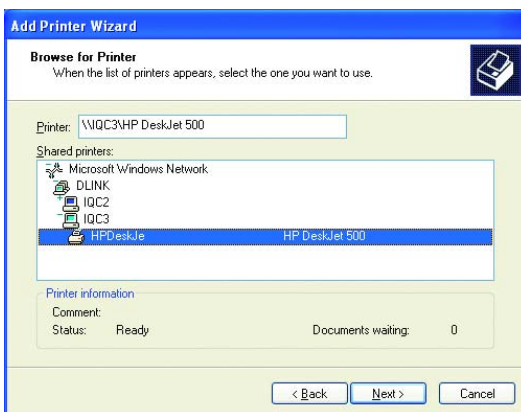 Add Printer Wizard
Browse for Printer
When the list of printers appears, select the one you want to use.
Printer: \\IQC3\HP DeskJet 500
Shared printers:
Microsoft Windows Network
DLINK
IQC2
IQC3
HPDeskJe HP DeskJet 500
Printer information
Comment:
Status: Ready Documents waiting: 0
< Back Next > Cancel